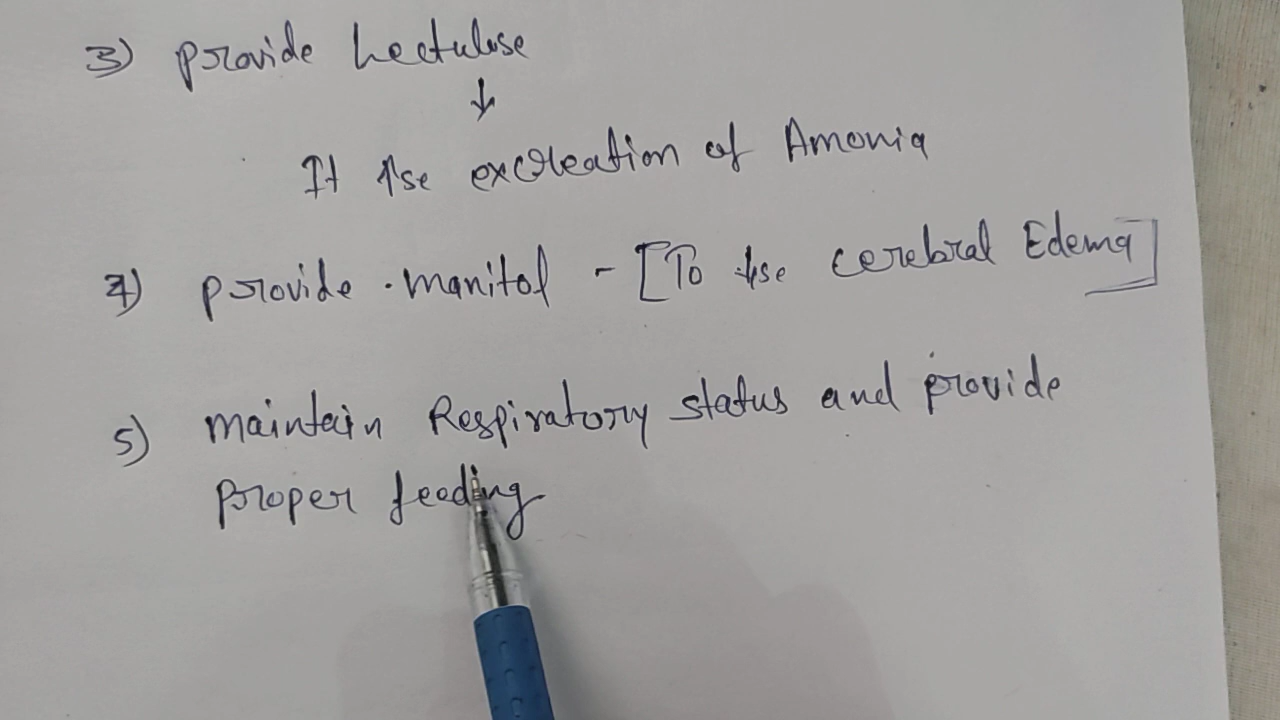 3) provide Lectulose
↓
It ↑se excreation of Amonia
4) provide . manitol - [To ↓se cerebral Edema]
5) maintain Respiratory status and provide
proper feeding